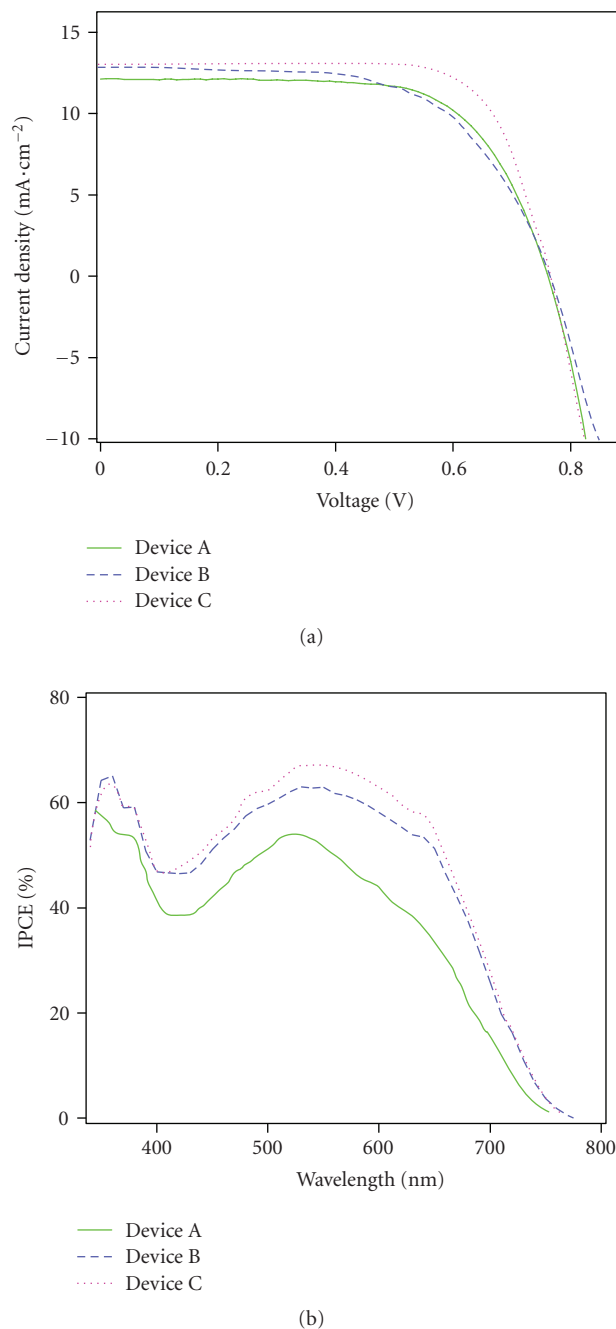 15
10
5
0
−5
−10
Current density (mA·cm−2)
0
0.2
0.4
0.6
0.8
Voltage (V)
Device A
Device B
Device C
(a)
80
60
40
20
0
IPCE (%)
400
500
600
700
800
Wavelength (nm)
Device A
Device B
Device C
(b)